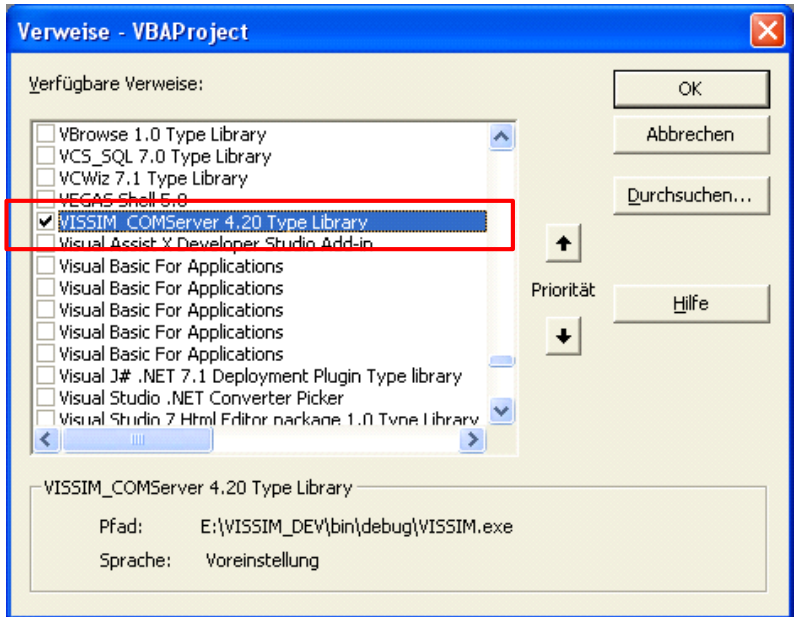 Verweise - VBAProject
Verfügbare Verweise:
VBrowse 1.0 Type Library
VCS_SQL 7.0 Type Library
VCWiz 7.1 Type Library
VEGAS Shell 5.0
VISSIM_COMServer 4.20 Type Library
Visual Assist X Developer Studio Add-in
Visual Basic For Applications
Visual Basic For Applications
Visual Basic For Applications
Visual Basic For Applications
Visual Basic For Applications
Visual J# .NET 7.1 Deployment Plugin Type library
Visual Studio .NET Converter Picker
Visual Studio 7 Html Editor package 1.0 Type Library
OK
Abbrechen
Durchsuchen...
Priorität
Hilfe
VISSIM_COMServer 4.20 Type Library
Pfad: E:\VISSIM_DEV\bin\debug\VISSIM.exe
Sprache: Voreinstellung